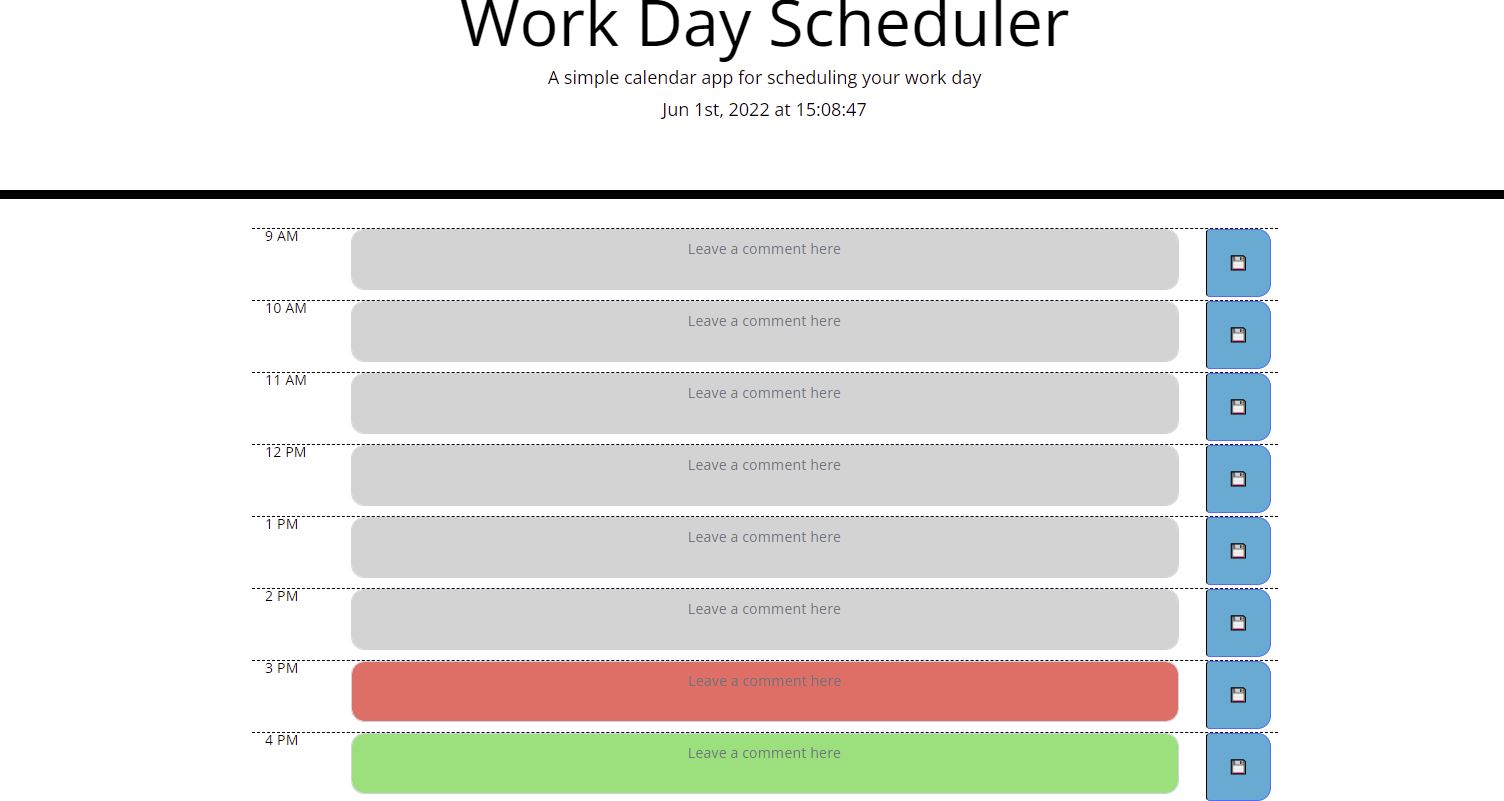 Work Day Scheduler
A simple calendar app for scheduling your work day
Jun 1st, 2022 at 15:08:47
9 AM Leave a comment here
10 AM Leave a comment here
11 AM Leave a comment here
12 PM Leave a comment here
1 PM Leave a comment here
2 PM Leave a comment here
3 PM Leave a comment here
4 PM Leave a comment here